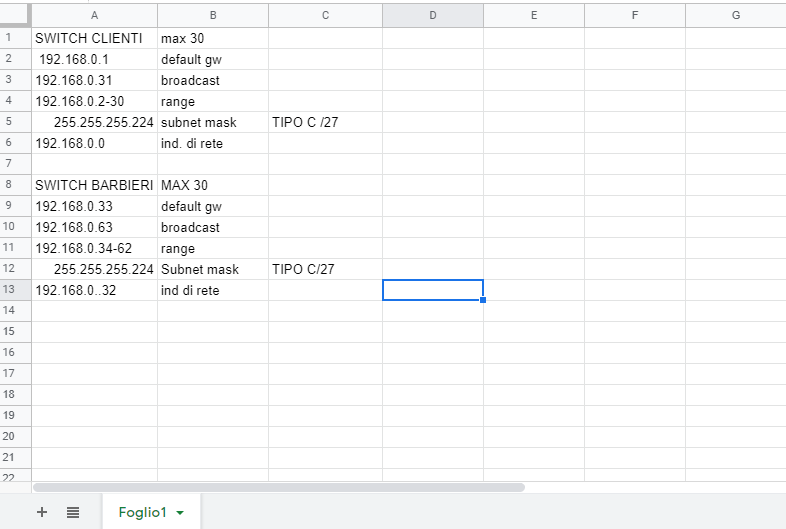 A B C D E F G
1 SWITCH CLIENTI max 30
2 192.168.0.1 default gw
3 192.168.0.31 broadcast
4 192.168.0.2-30 range
5 255.255.255.224 subnet mask TIPO C /27
6 192.168.0.0 ind. di rete
7
8 SWITCH BARBIERI MAX 30
9 192.168.0.33 default gw
10 192.168.0.63 broadcast
11 192.168.0.34-62 range
12 255.255.255.224 Subnet mask TIPO C/27
13 192.168.0..32 ind di rete
14
15
16
17
18
19
20
21
22
Foglio1